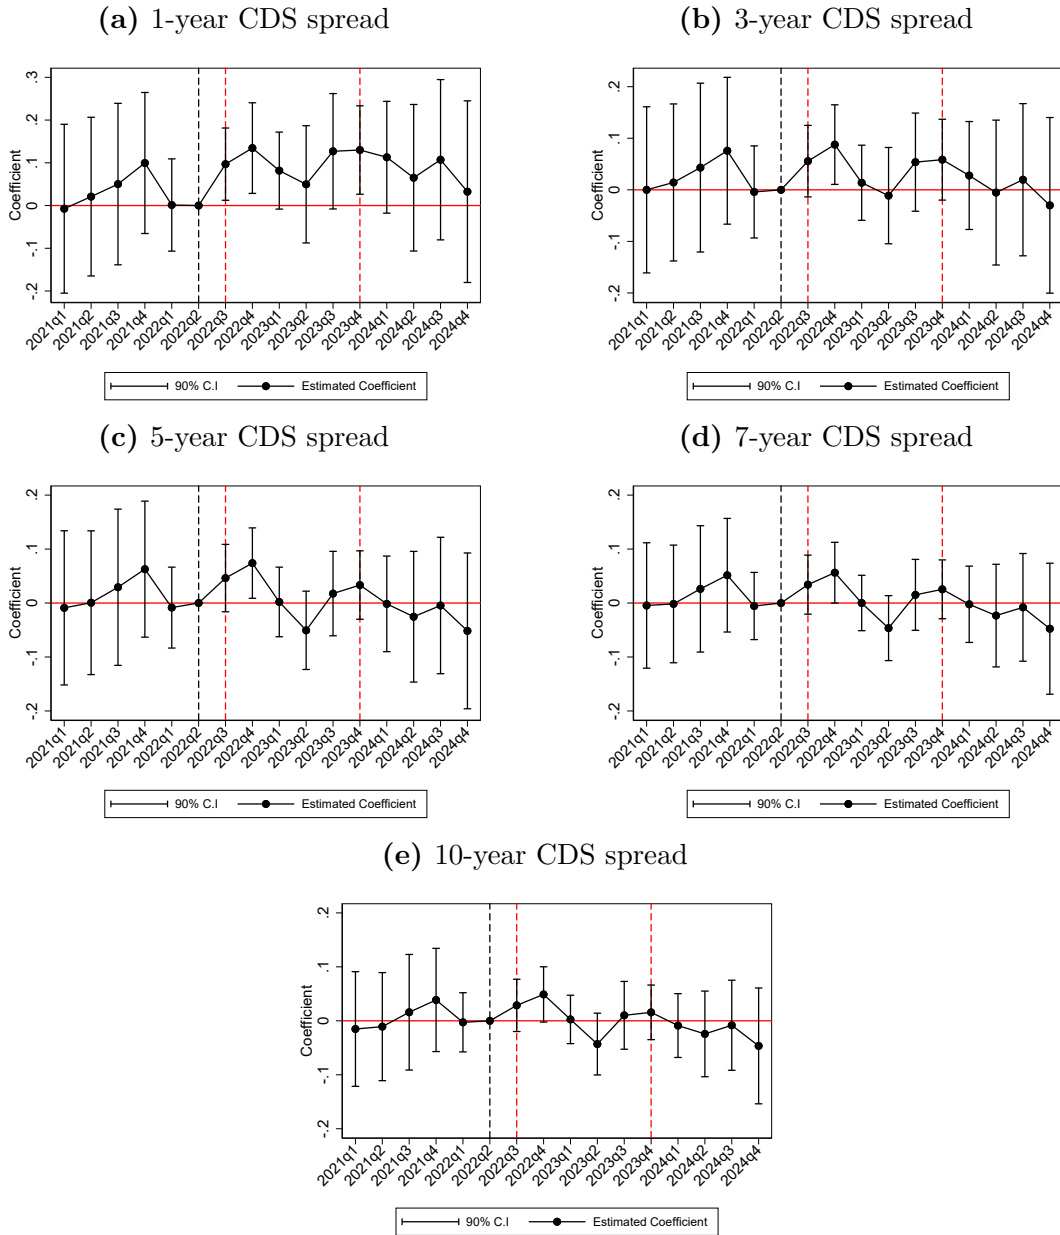 (a) 1-year CDS spread
Coefficient
.3
.2
.1
0
-.1
-.2
2021q1 2021q2 2021q3 2021q4 2022q1 2022q2 2022q3 2022q4 2023q1 2023q2 2023q3 2023q4 2024q1 2024q2 2024q3 2024q4
90% C.I Estimated Coefficient
(b) 3-year CDS spread
Coefficient
.2
.1
0
-.1
-.2
2021q1 2021q2 2021q3 2021q4 2022q1 2022q2 2022q3 2022q4 2023q1 2023q2 2023q3 2023q4 2024q1 2024q2 2024q3 2024q4
90% C.I Estimated Coefficient
(c) 5-year CDS spread
Coefficient
.2
.1
0
-.1
-.2
2021q1 2021q2 2021q3 2021q4 2022q1 2022q2 2022q3 2022q4 2023q1 2023q2 2023q3 2023q4 2024q1 2024q2 2024q3 2024q4
90% C.I Estimated Coefficient
(d) 7-year CDS spread
Coefficient
.2
.1
0
-.1
-.2
2021q1 2021q2 2021q3 2021q4 2022q1 2022q2 2022q3 2022q4 2023q1 2023q2 2023q3 2023q4 2024q1 2024q2 2024q3 2024q4
90% C.I Estimated Coefficient
(e) 10-year CDS spread
Coefficient
.2
.1
0
-.1
-.2
2021q1 2021q2 2021q3 2021q4 2022q1 2022q2 2022q3 2022q4 2023q1 2023q2 2023q3 2023q4 2024q1 2024q2 2024q3 2024q4
90% C.I Estimated Coefficient